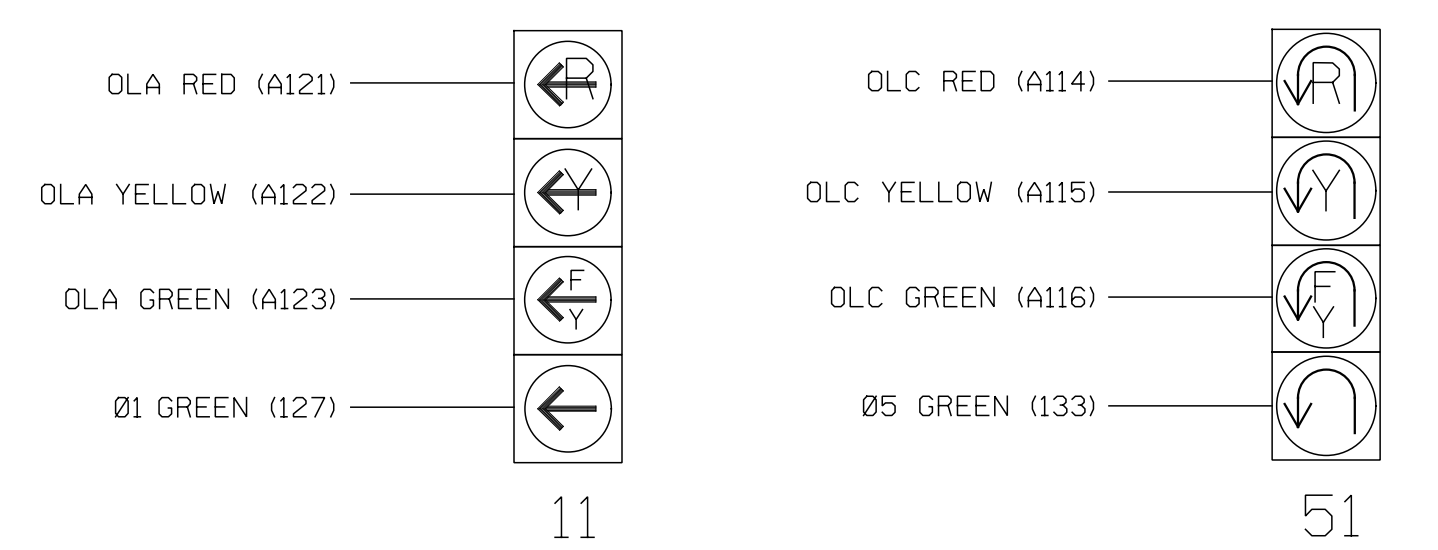 OLA RED (A121)
R
OLA YELLOW (A122)
Y
OLA GREEN (A123)
F
Y
Ø1 GREEN (127)
11
OLC RED (A114)
R
OLC YELLOW (A115)
Y
OLC GREEN (A116)
F
Y
Ø5 GREEN (133)
51